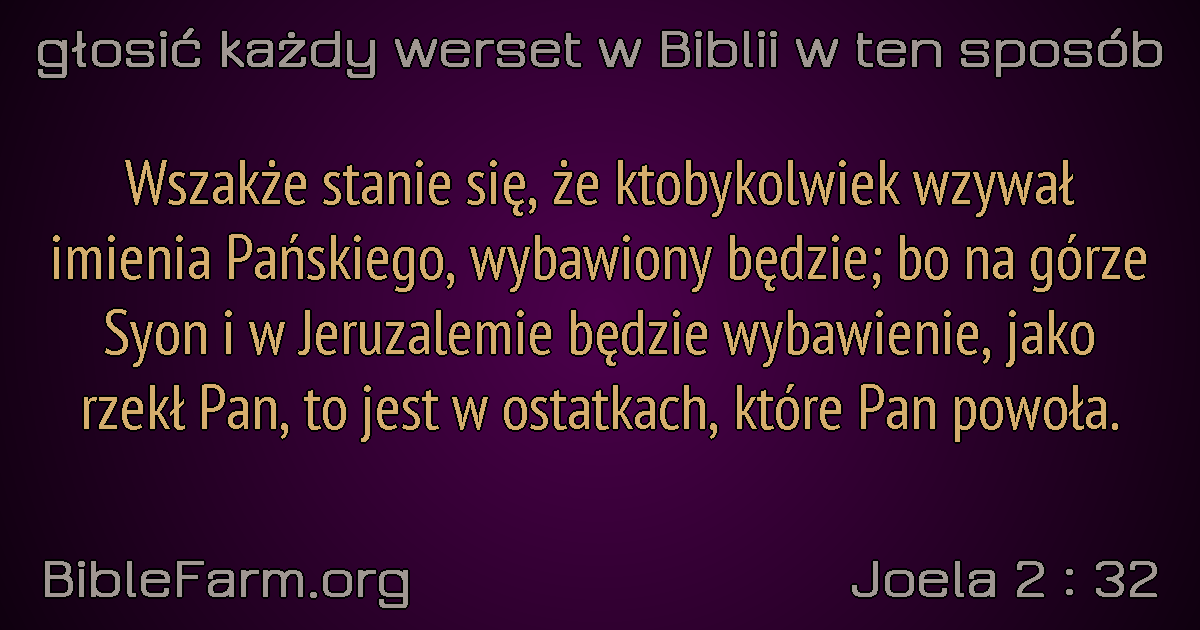 głosić każdy werset w Biblii w ten sposób
Wszakże stanie się, że ktobykolwiek wzywał
imienia Pańskiego, wybawiony będzie; bo na górze
Syon i w Jeruzalemie będzie wybawienie, jako
rzekł Pan, to jest w ostatkach, które Pan powoła.
BibleFarm.org
Joela 2 : 32